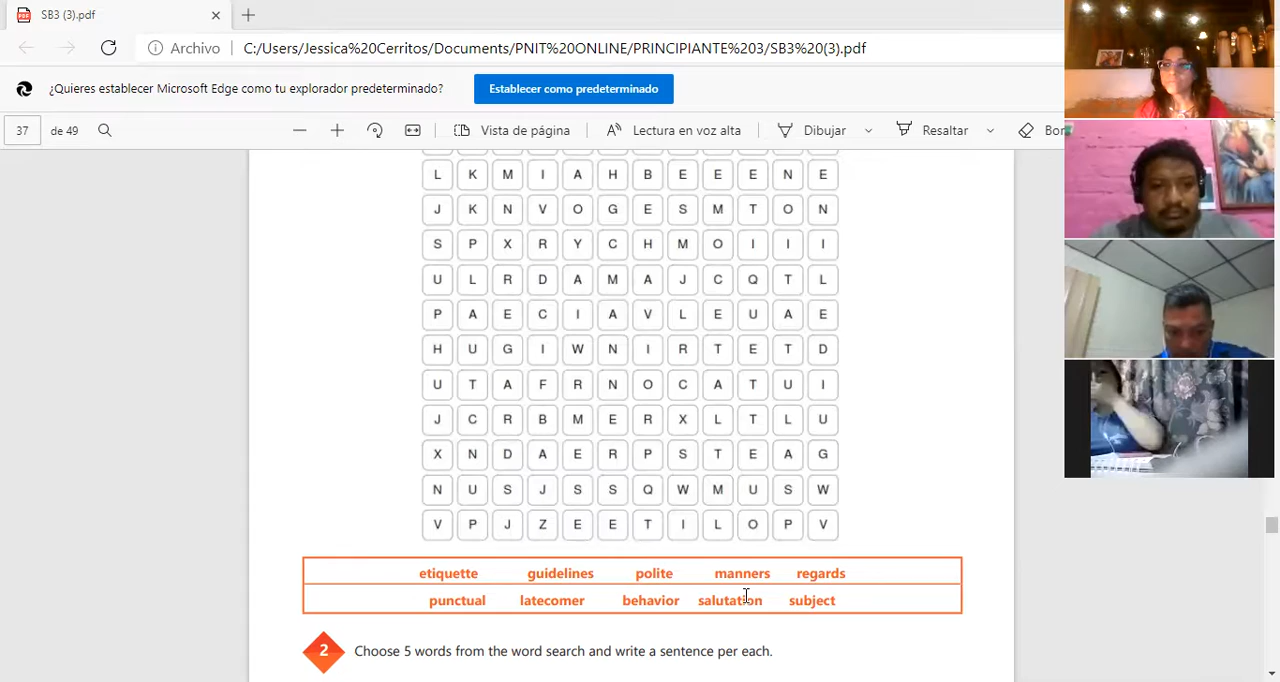 SB3 (3).pdf
Archivo C:/Users/Jessica%20Cerritos/Documents/PNIT%20ONLINE/PRINCIPIANTE%203/SB3%20(3).pdf
¿Quieres establecer Microsoft Edge como tu explorador predeterminado? Establecer como predeterminado
37 de 49 Vista de página Lectura en voz alta Dibujar Resaltar Bor
L K M I A H B E E E N E
J K N V O G E S M T O N
S P X R Y C H M O I I I
U L R D A M A J C Q T L
P A E C I A V L E U A E
H U G I W N I R T E T D
U T A F R N O C A T U I
J C R B M E R X L T L U
X N D A E R P S T E A G
N U S J S S Q W M U S W
V P J Z E E T I L O P V
etiquette guidelines polite manners regards
punctual latecomer behavior salutation subject
2 Choose 5 words from the word search and write a sentence per each.